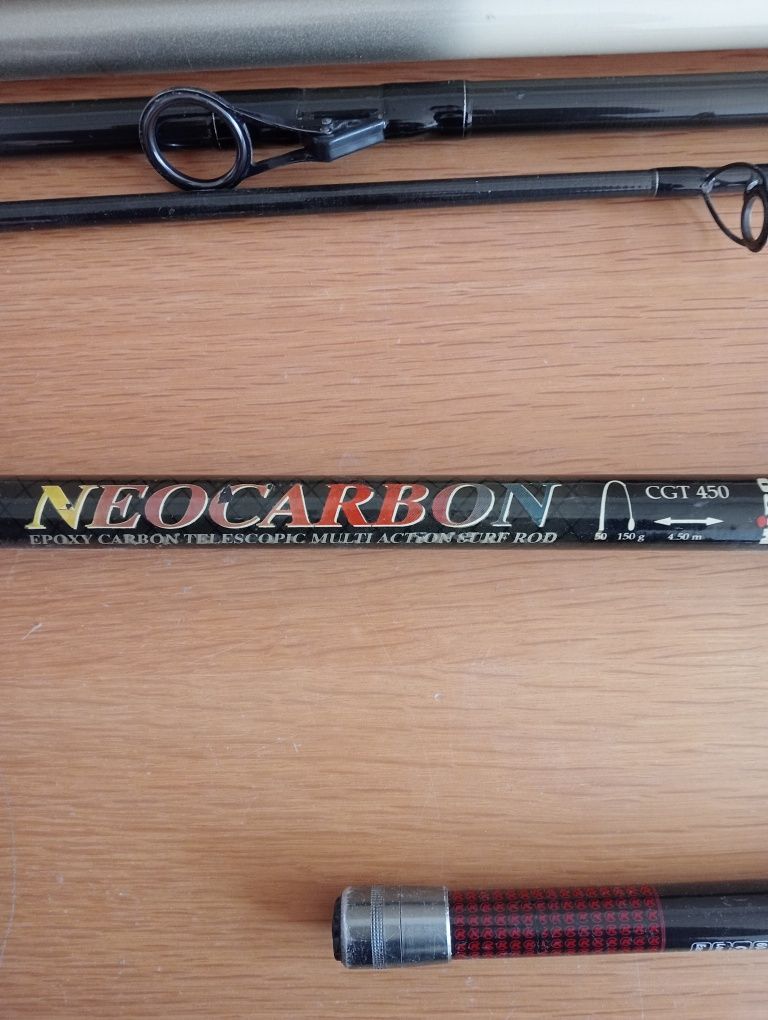 NEOCARBON
EPOXY CARBON TELESCOPIC MULTI ACTION SURF ROD
CGT 450
50 150 g 4.50 m